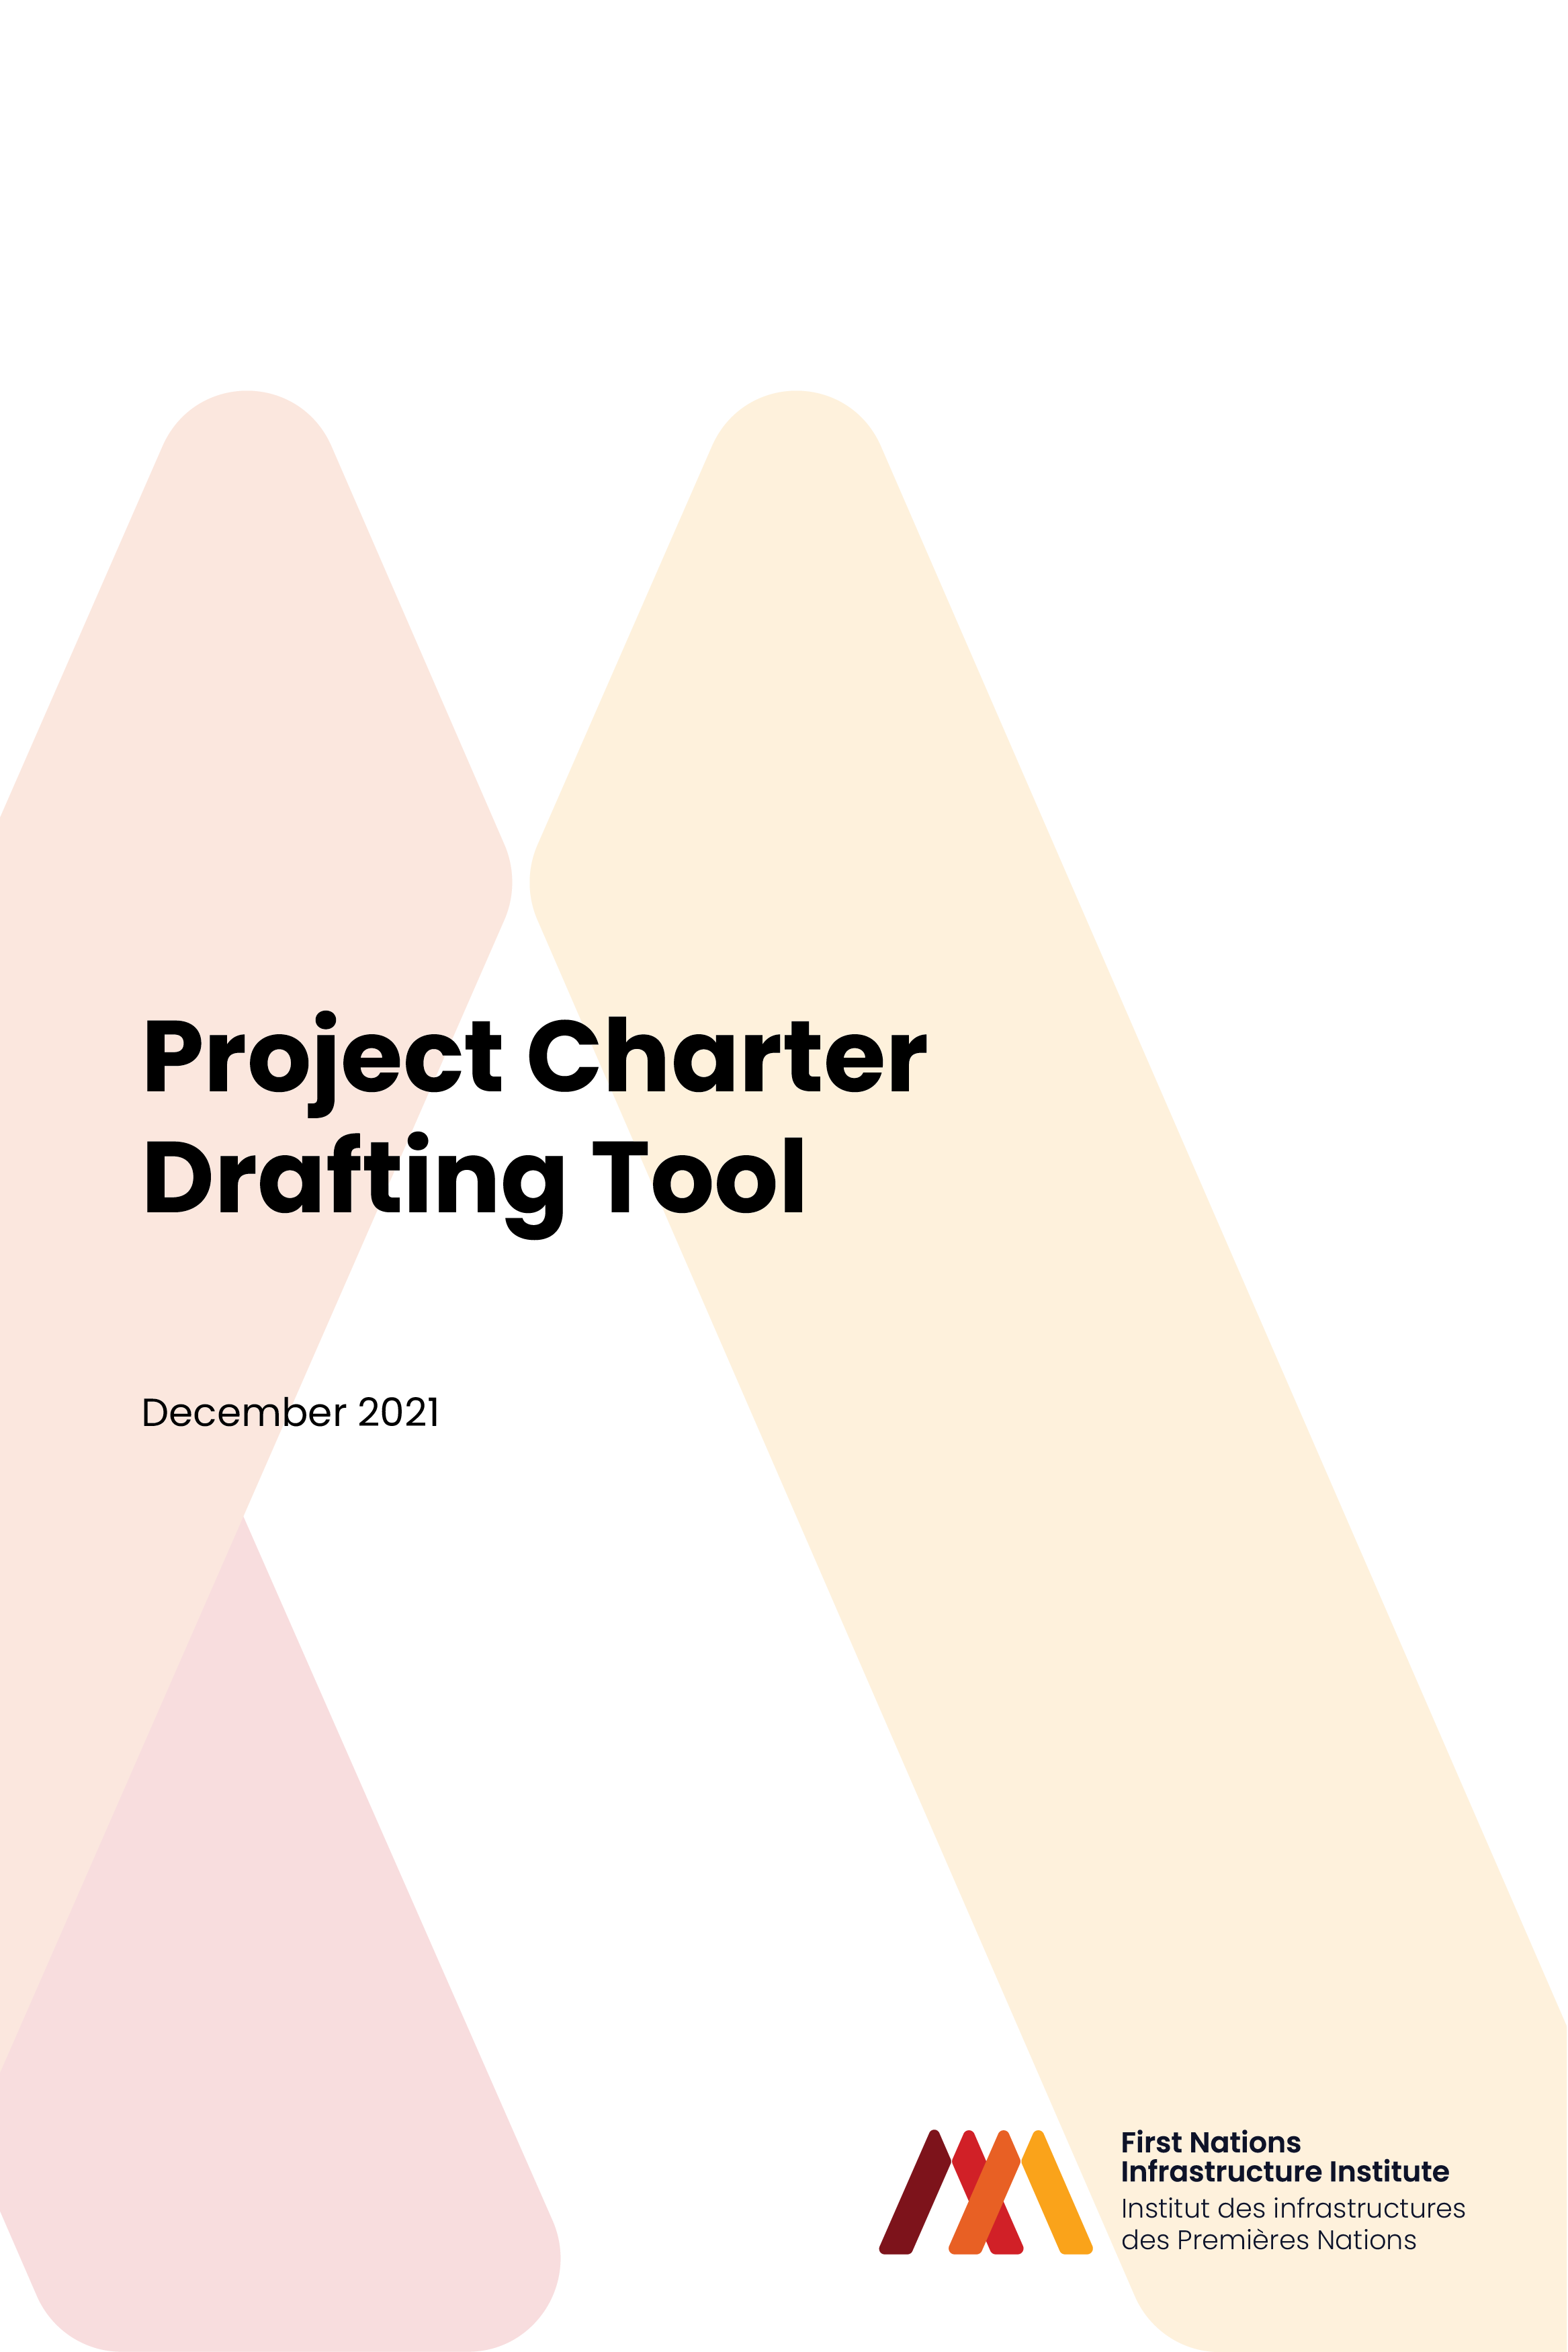 Project Charter
Drafting Tool
December 2021
First Nations
Infrastructure Institute
Institut des infrastructures
des Premières Nations